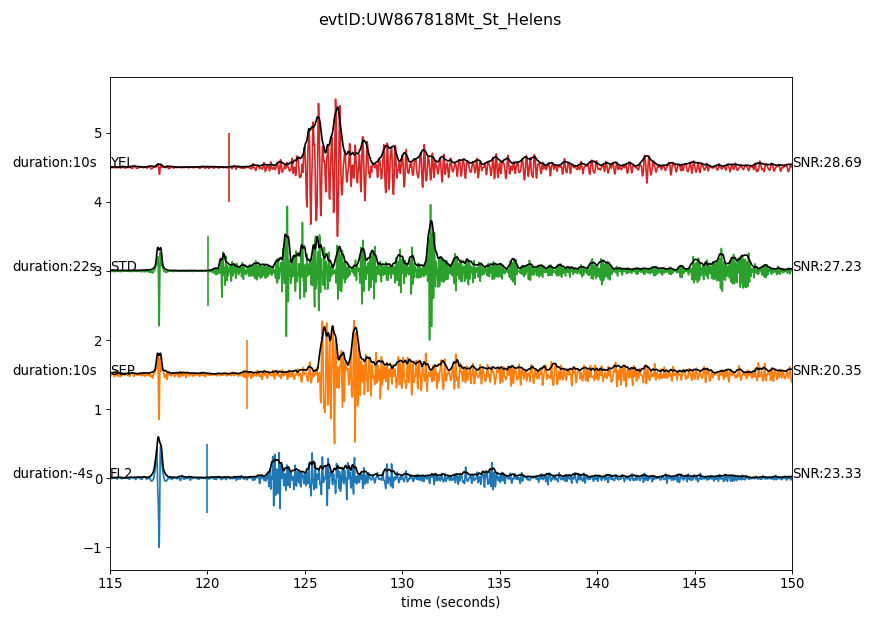 evtID:UW867818Mt_St_Helens
5
duration:10s YEL SNR:28.69
4
duration:22s 3 STD SNR:27.23
2
duration:10s SEP SNR:20.35
1
duration:-4s 0 FL2 SNR:23.33
−1
115 120 125 130 135 140 145 150
time (seconds)